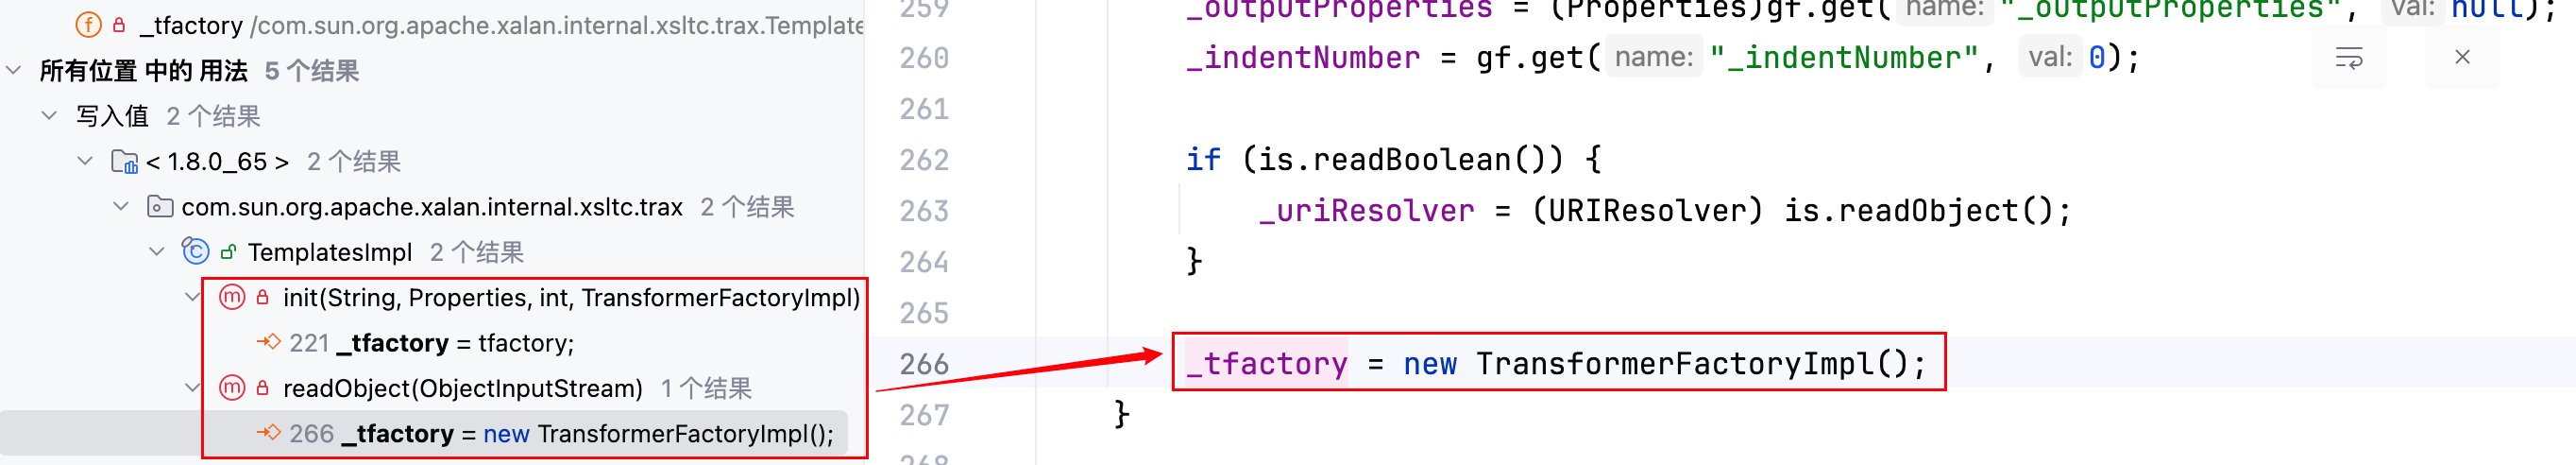 _tfactory /com.sun.org.apache.xalan.internal.xsltc.trax.Template
所有位置 中的 用法 5 个结果
写入值 2 个结果
< 1.8.0_65 > 2 个结果
com.sun.org.apache.xalan.internal.xsltc.trax 2 个结果
TemplatesImpl 2 个结果
init(String, Properties, int, TransformerFactoryImpl)
221 _tfactory = tfactory;
readObject(ObjectInputStream) 1 个结果
266 _tfactory = new TransformerFactoryImpl();
259 _outputProperties = (Properties)gf.get( name: "_outputProperties", val: null);
260 _indentNumber = gf.get( name: "_indentNumber", val: 0);
261
262 if (is.readBoolean()) {
263 _uriResolver = (URIResolver) is.readObject();
264 }
265
266 _tfactory = new TransformerFactoryImpl();
267 }
268